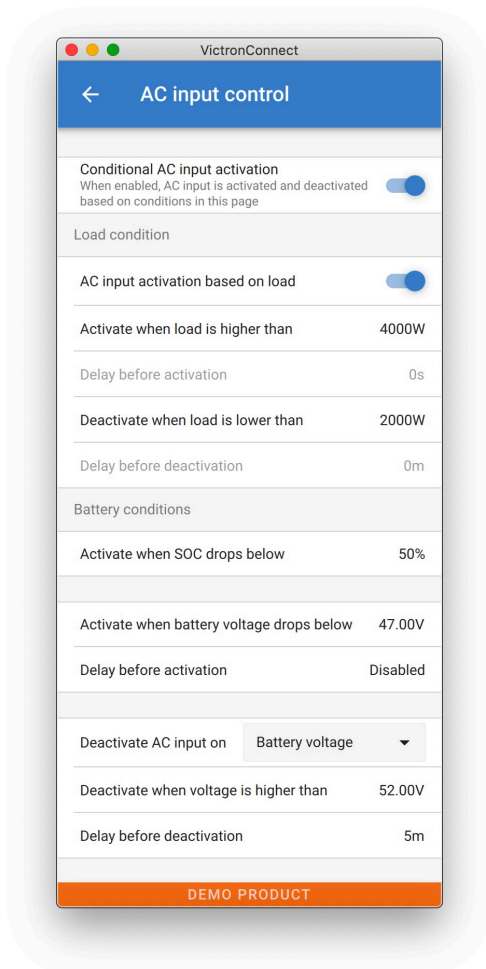 VictronConnect
AC input control
Conditional AC input activation
When enabled, AC input is activated and deactivated
based on conditions in this page
Load condition
AC input activation based on load
Activate when load is higher than 4000W
Delay before activation 0s
Deactivate when load is lower than 2000W
Delay before deactivation 0m
Battery conditions
Activate when SOC drops below 50%
Activate when battery voltage drops below 47.00V
Delay before activation Disabled
Deactivate AC input on Battery voltage
Deactivate when voltage is higher than 52.00V
Delay before deactivation 5m
DEMO PRODUCT